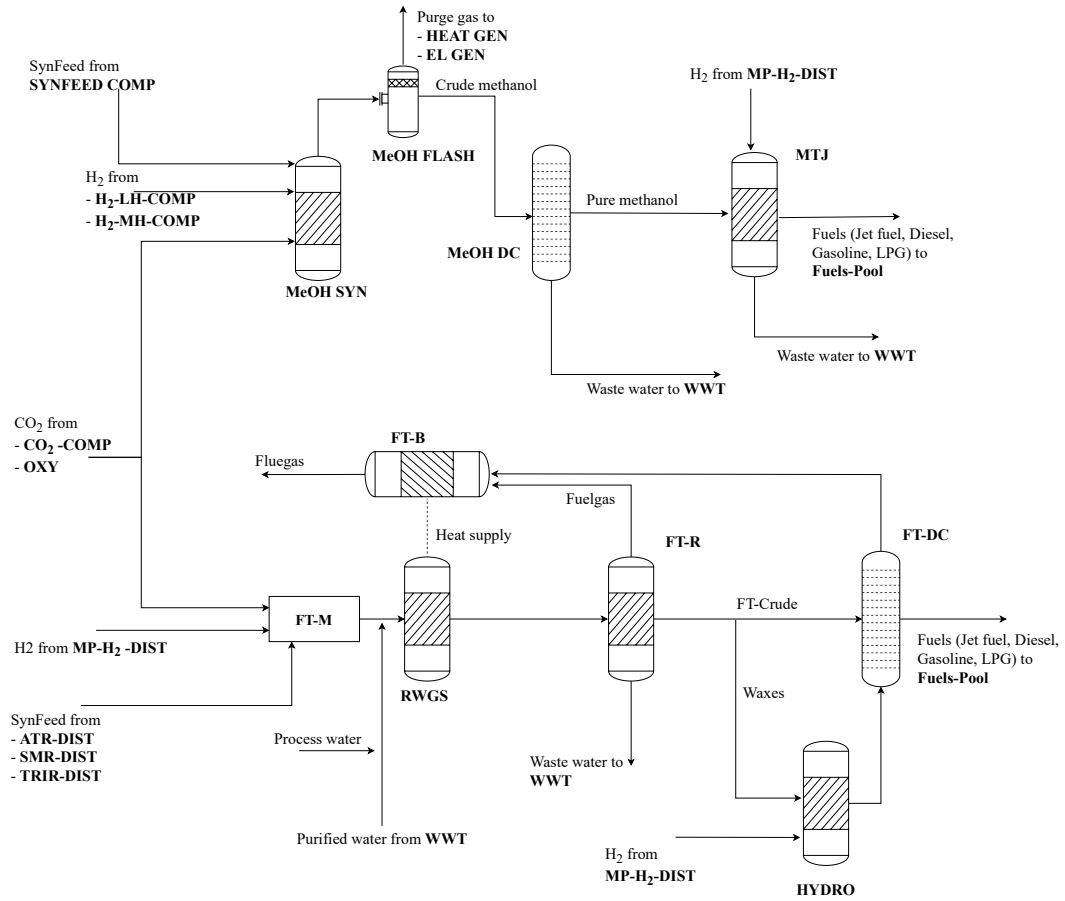 Purge gas to
- HEAT GEN
- EL GEN
SynFeed from
SYNFEED COMP
Crude methanol
H₂ from MP-H₂-DIST
MeOH FLASH
MTJ
H₂ from
- H₂-LH-COMP
- H₂-MH-COMP
Pure methanol
MeOH DC
Fuels (Jet fuel, Diesel,
Gasoline, LPG) to
Fuels-Pool
MeOH SYN
Waste water to WWT
Waste water to WWT
CO₂ from
- CO₂ -COMP
- OXY
FT-B
Fluegas
Fuelgas
Heat supply
FT-R
FT-DC
FT-M
FT-Crude
H2 from MP-H₂ -DIST
Fuels (Jet fuel, Diesel,
Gasoline, LPG) to
Fuels-Pool
RWGS
Waxes
SynFeed from
- ATR-DIST
- SMR-DIST
- TRIR-DIST
Process water
Waste water to
WWT
Purified water from WWT
H₂ from
MP-H₂-DIST
HYDRO